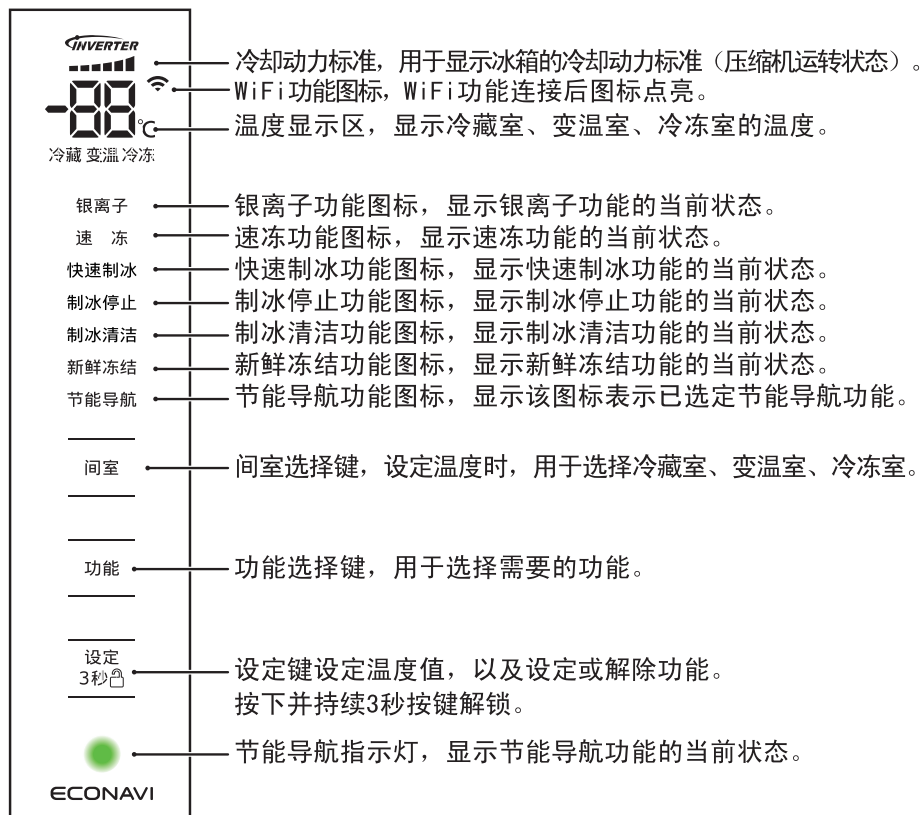 INVERTER
冷却动力标准，用于显示冰箱的冷却动力标准（压缩机运转状态）。
WiFi功能图标，WiFi功能连接后图标点亮。
-88℃
温度显示区，显示冷藏室、变温室、冷冻室的温度。
冷藏 变温 冷冻
银离子
银离子功能图标，显示银离子功能的当前状态。
速 冻
速冻功能图标，显示速冻功能的当前状态。
快速制冰
快速制冰功能图标，显示快速制冰功能的当前状态。
制冰停止
制冰停止功能图标，显示制冰停止功能的当前状态。
制冰清洁
制冰清洁功能图标，显示制冰清洁功能的当前状态。
新鲜冻结
新鲜冻结功能图标，显示新鲜冻结功能的当前状态。
节能导航
节能导航功能图标，显示该图标表示已选定节能导航功能。
间室
间室选择键，设定温度时，用于选择冷藏室、变温室、冷冻室。
功能
功能选择键，用于选择需要的功能。
设定
3秒
设定键设定温度值，以及设定或解除功能。
按下并持续3秒按键解锁。
节能导航指示灯，显示节能导航功能的当前状态。
ECONAVI